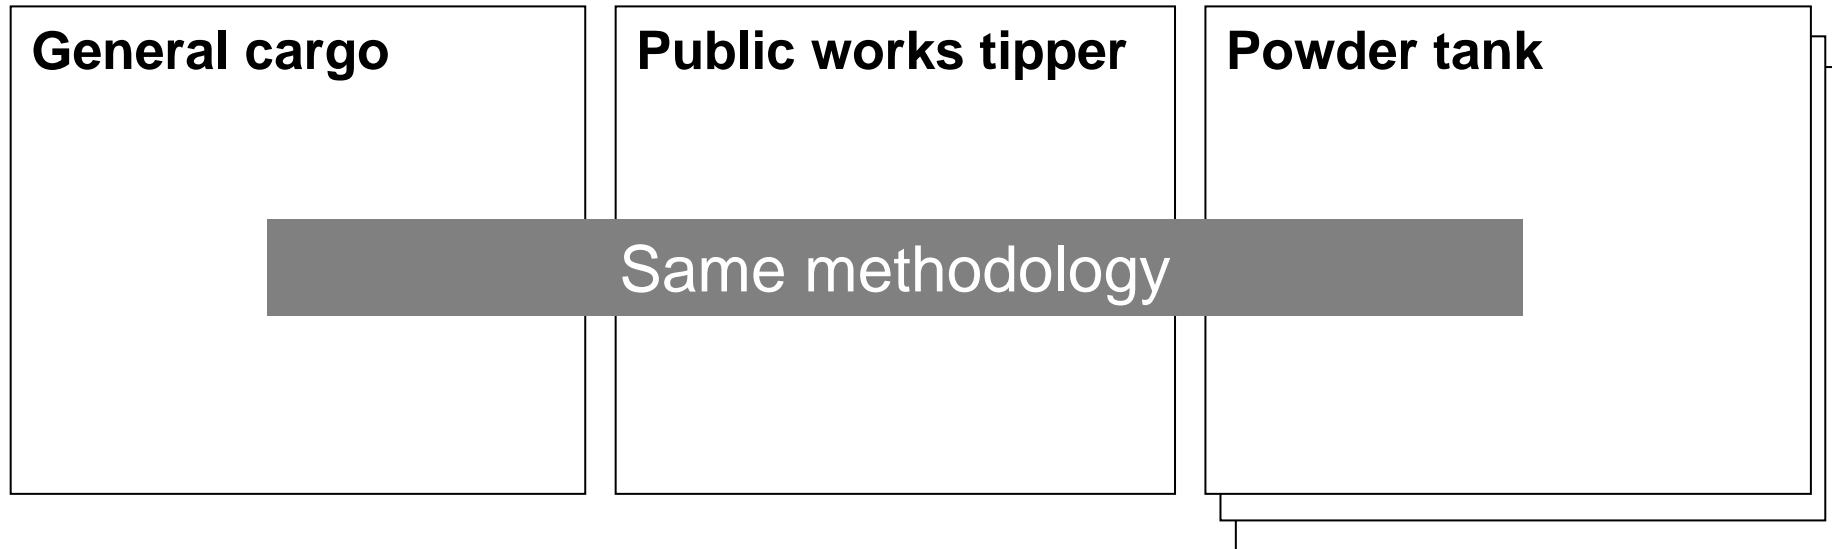 General cargo
Public works tipper
Powder tank
Same methodology